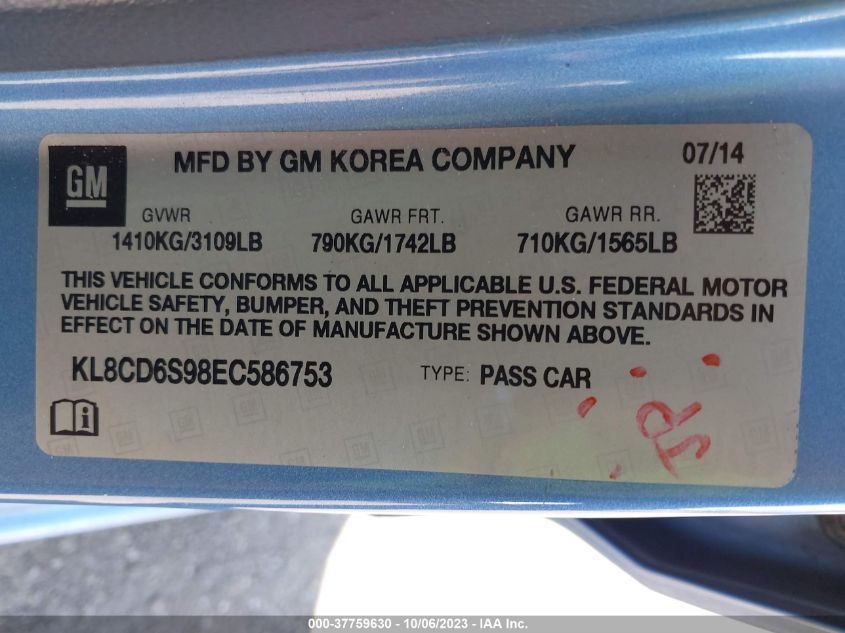 GM
MFD BY GM KOREA COMPANY
07/14
GVWR
GAWR FRT.
GAWR RR.
1410KG/3109LB
790KG/1742LB
710KG/1565LB
THIS VEHICLE CONFORMS TO ALL APPLICABLE U.S. FEDERAL MOTOR
VEHICLE SAFETY, BUMPER, AND THEFT PREVENTION STANDARDS IN
EFFECT ON THE DATE OF MANUFACTURE SHOWN ABOVE.
KL8CD6S98EC586753
TYPE: PASS CAR
000-37759630 - 10/06/2023 - IAA Inc.